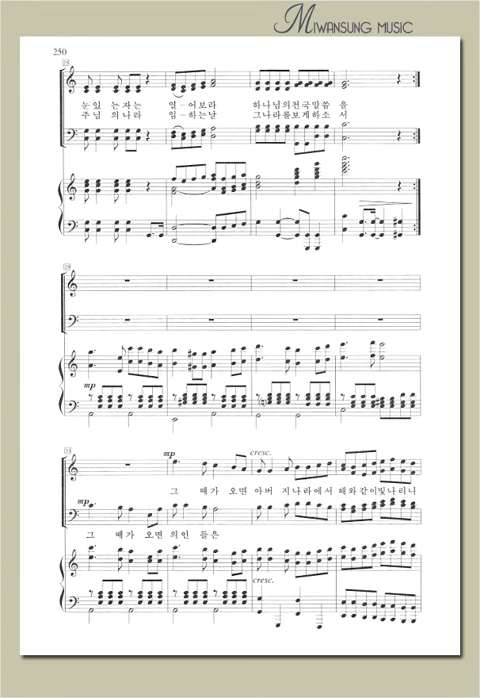 MIWANSUNG MUSIC
250
25
눈있 는자는 열-어보라 하나님의천국말씀 을
주님 의나라 임-하는날 그나라를보게하소 서
29
mp
33
mp
cresc.
그 때가 오면 아버 지나라에서 해와같이빛나리니
mp
그 때가 오면 의인 들은
cresc.